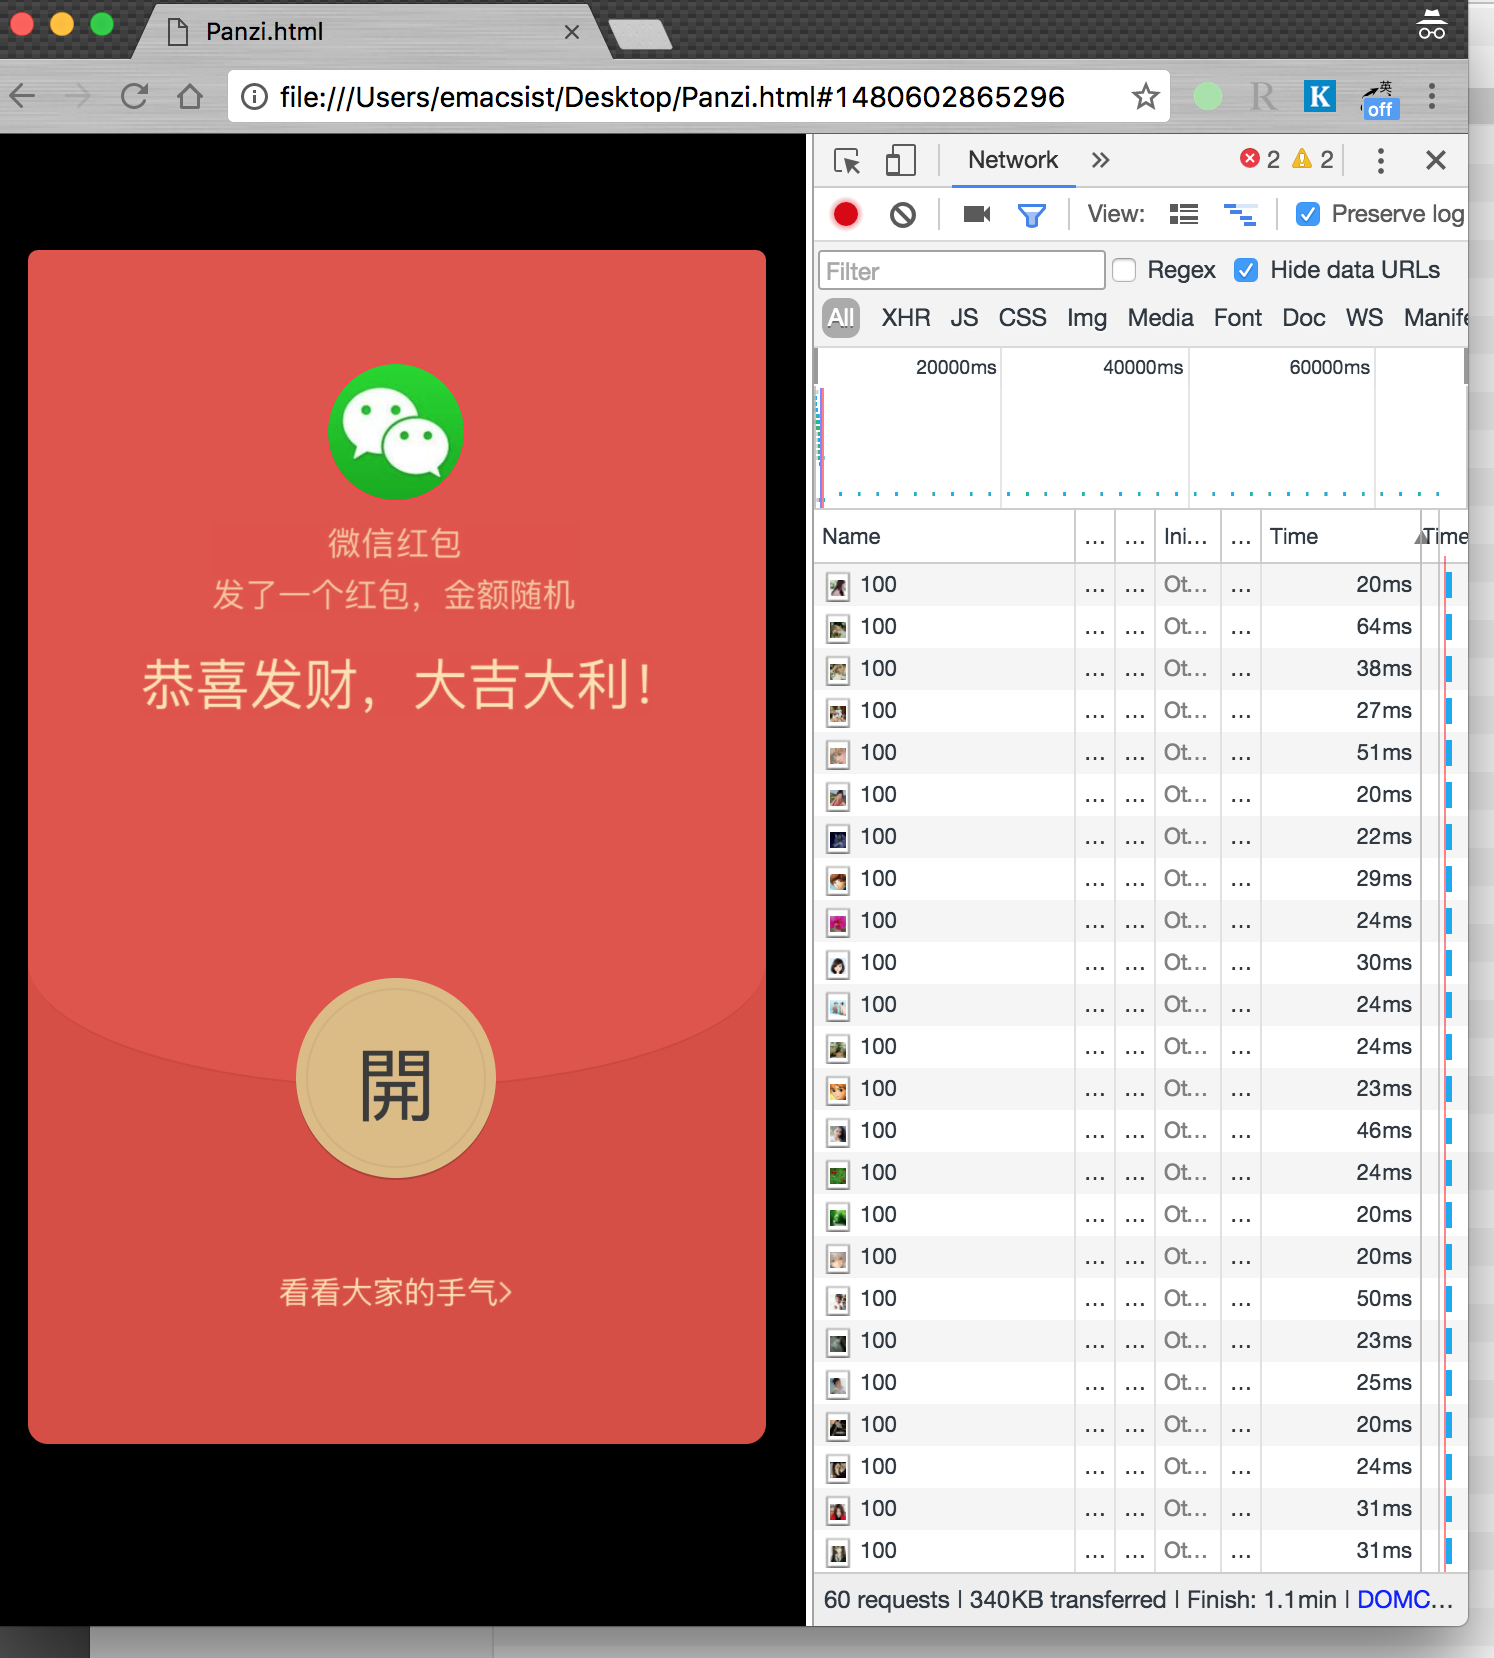 Panzi.html
file:///Users/emacsist/Desktop/Panzi.html#1480602865296
R
K
英
off
微信红包
发了一个红包，金额随机
恭喜发财，大吉大利！
開
看看大家的手气>
Network » 2 2
View: Preserve log
Filter Regex Hide data URLs
All XHR JS CSS Img Media Font Doc WS Manife
20000ms 40000ms 60000ms
Name ... ... Ini... ... Time Time
100 ... ... Ot... ... 20ms
100 ... ... Ot... ... 64ms
100 ... ... Ot... ... 38ms
100 ... ... Ot... ... 27ms
100 ... ... Ot... ... 51ms
100 ... ... Ot... ... 20ms
100 ... ... Ot... ... 22ms
100 ... ... Ot... ... 29ms
100 ... ... Ot... ... 24ms
100 ... ... Ot... ... 30ms
100 ... ... Ot... ... 24ms
100 ... ... Ot... ... 24ms
100 ... ... Ot... ... 23ms
100 ... ... Ot... ... 46ms
100 ... ... Ot... ... 24ms
100 ... ... Ot... ... 20ms
100 ... ... Ot... ... 20ms
100 ... ... Ot... ... 50ms
100 ... ... Ot... ... 23ms
100 ... ... Ot... ... 25ms
100 ... ... Ot... ... 20ms
100 ... ... Ot... ... 24ms
100 ... ... Ot... ... 31ms
100 ... ... Ot... ... 31ms
60 requests | 340KB transferred | Finish: 1.1min | DOMC...